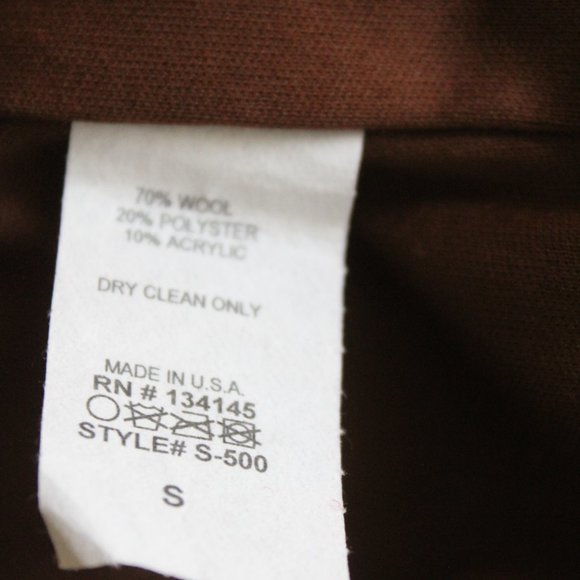 70% WOOL
20% POLYSTER
10% ACRYLIC
DRY CLEAN ONLY
MADE IN U.S.A.
RN # 134145
STYLE# S-500
S